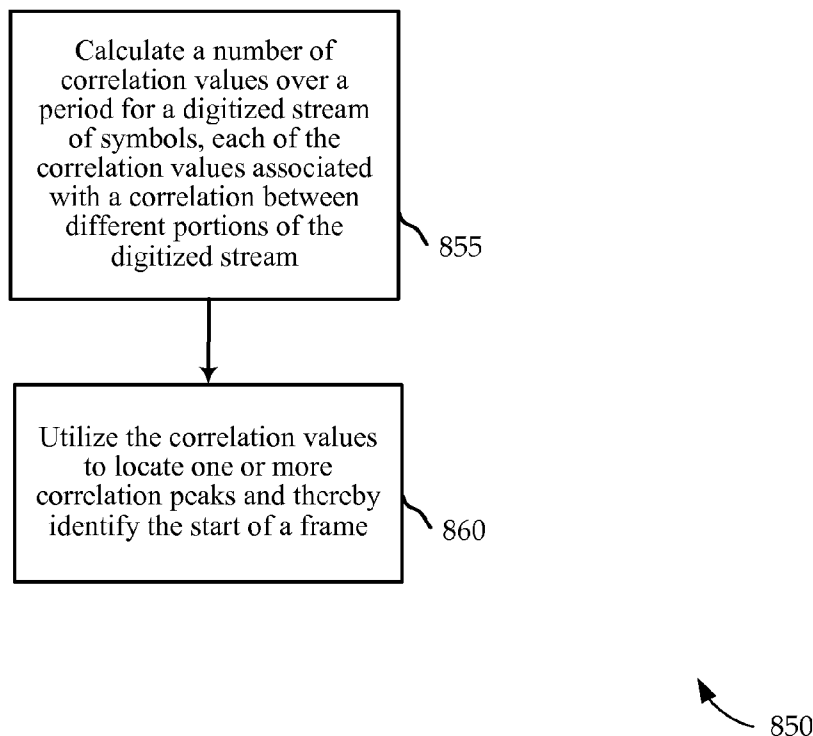 Calculate a number of
correlation values over a
period for a digitized stream
of symbols, each of the
correlation values associated
with a correlation between
different portions of the
digitized stream
855
Utilize the correlation values
to locate one or more
correlation peaks and thereby
identify the start of a frame
860
850